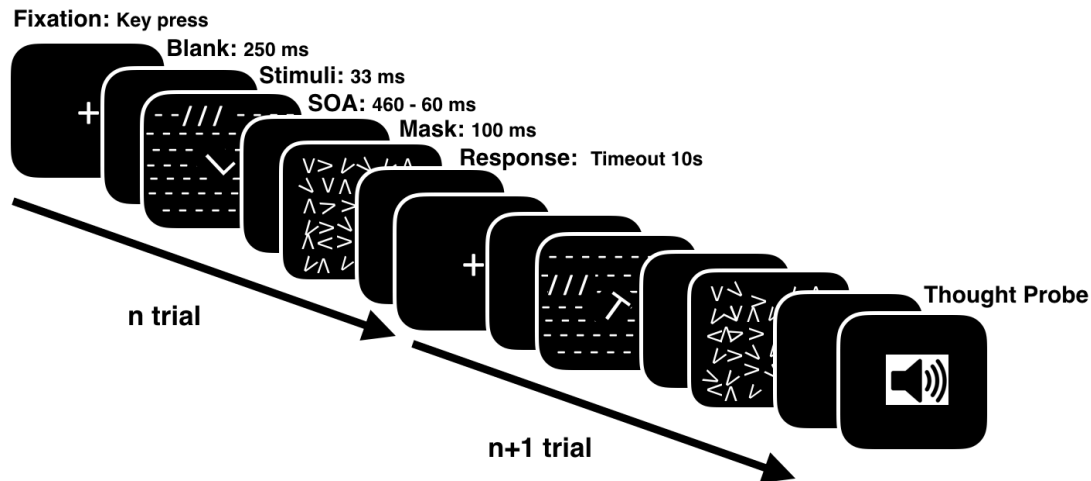 Fixation: Key press
Blank: 250 ms
Stimuli: 33 ms
SOA: 460 - 60 ms
Mask: 100 ms
Response: Timeout 10s
n trial
Thought Probe
n+1 trial